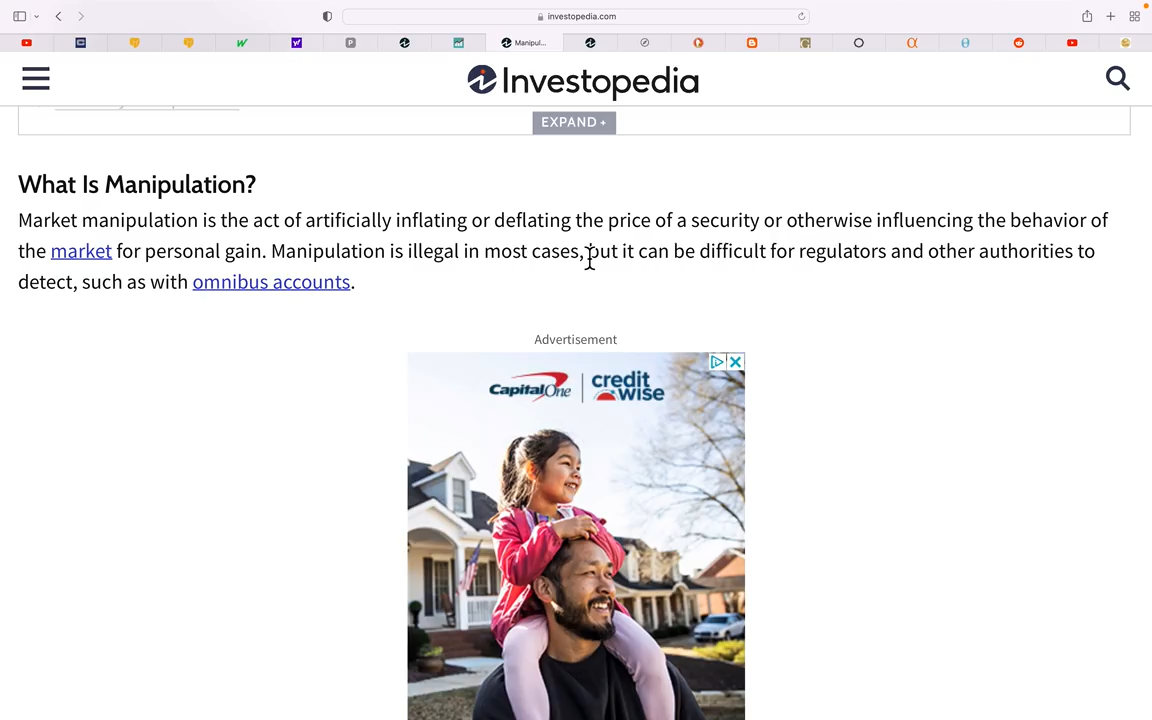 investopedia.com
Manipul...
Investopedia
EXPAND +
What Is Manipulation?
Market manipulation is the act of artificially inflating or deflating the price of a security or otherwise influencing the behavior of
the market for personal gain. Manipulation is illegal in most cases, but it can be difficult for regulators and other authorities to
detect, such as with omnibus accounts.
Advertisement
Capital One | credit wise